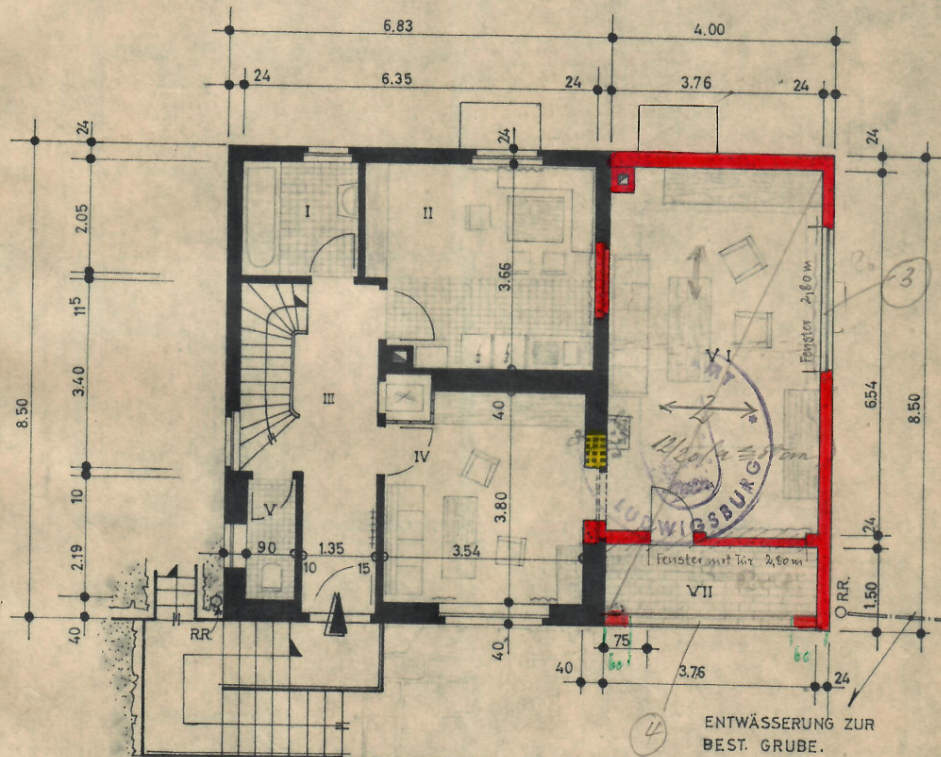 6.83 4.00
24 6.35 24 3.76 24
24 24 24
I II
2.05
3.66
3
Fenster 2,80 m
11⁵
III VI
AMT
3.40 6.54
8.50 8.50
40
IV
LUDWIGSBURG
10 V 3.80
24
90 1.35 3.54
10 15
Fenster mit Tür 2,80 m
2.19 VII 1.50
RR. RR.
40 40 75
40 3.76 24
60 66
4
ENTWÄSSERUNG ZUR
BEST. GRUBE.